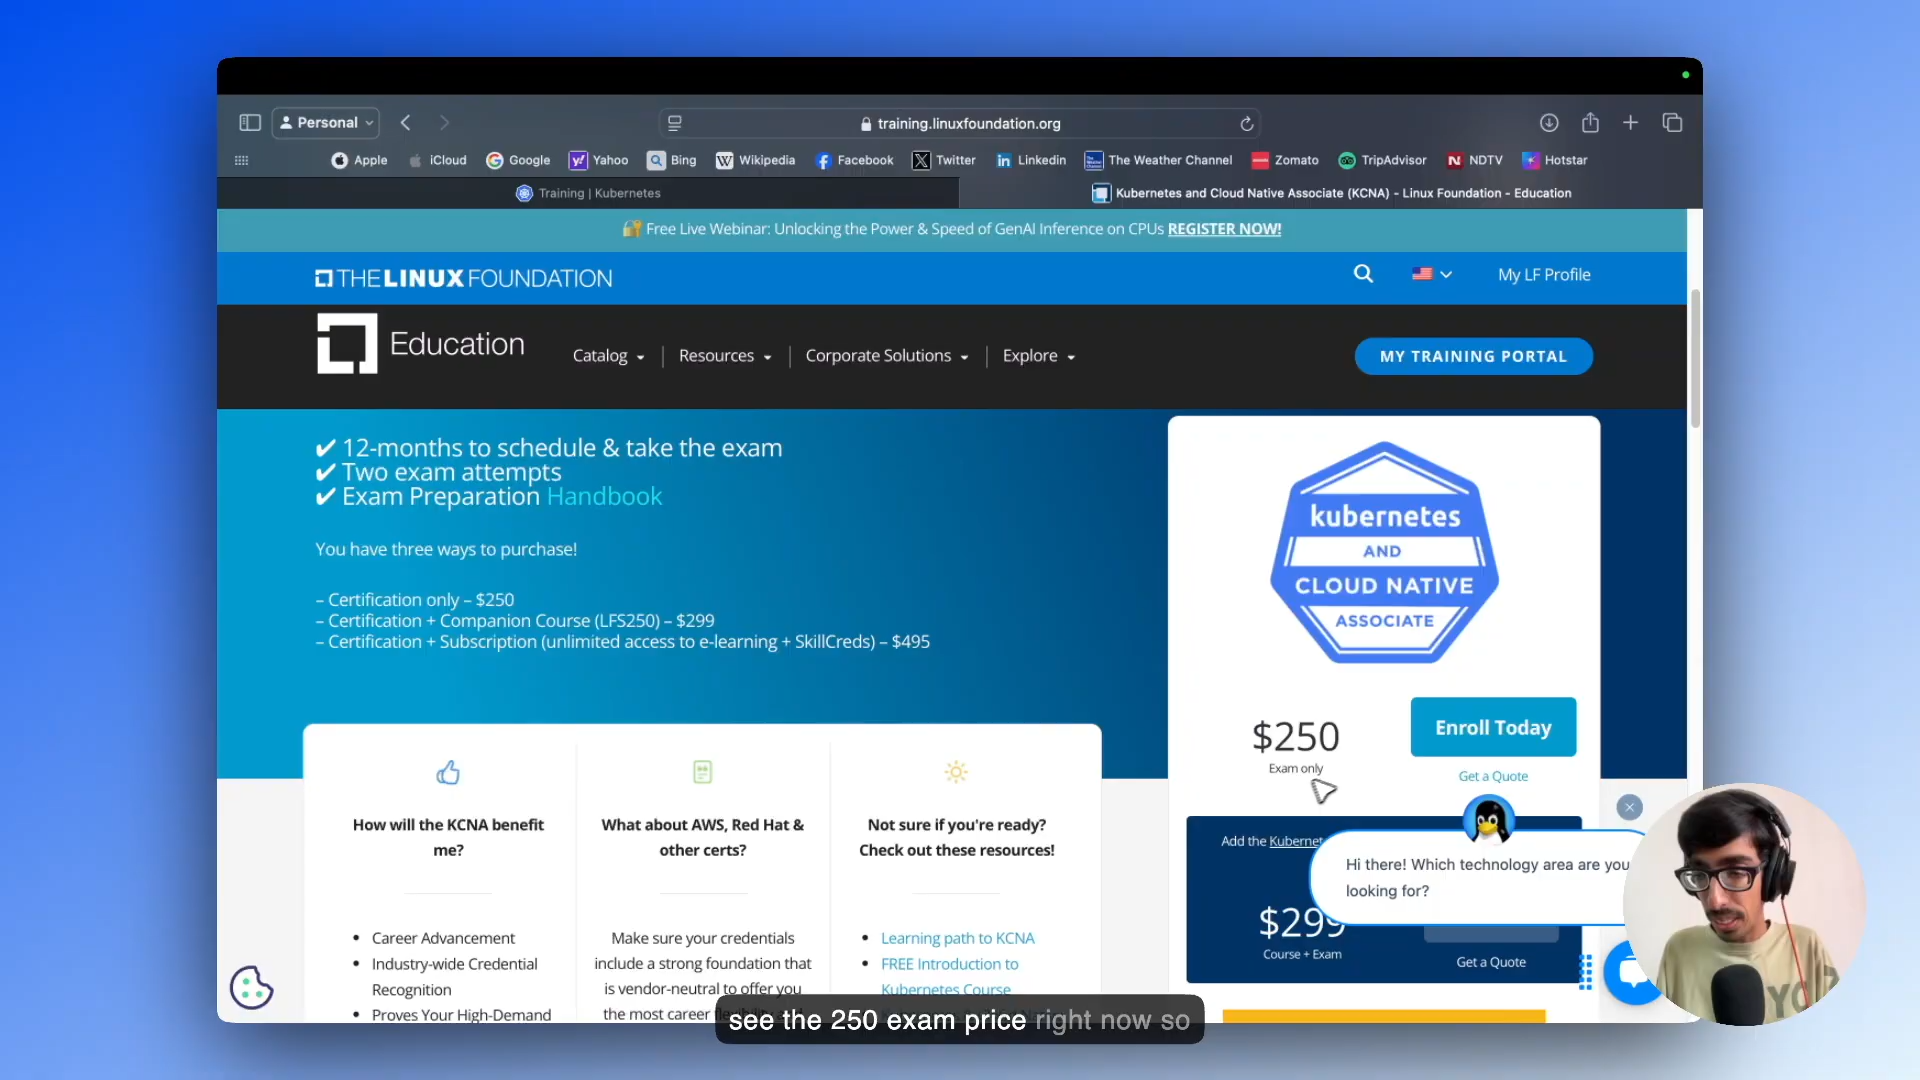 Personal
training.linuxfoundation.org
Apple iCloud Google Yahoo Bing Wikipedia Facebook Twitter Linkedin The Weather Channel Zomato TripAdvisor NDTV Hotstar
Training | Kubernetes
Kubernetes and Cloud Native Associate (KCNA) - Linux Foundation - Education
Free Live Webinar: Unlocking the Power & Speed of GenAI Inference on CPUs REGISTER NOW!
THE LINUX FOUNDATION
My LF Profile
Education
Catalog
Resources
Corporate Solutions
Explore
MY TRAINING PORTAL
✔ 12-months to schedule & take the exam
✔ Two exam attempts
✔ Exam Preparation Handbook
You have three ways to purchase!
– Certification only – $250
– Certification + Companion Course (LFS250) – $299
– Certification + Subscription (unlimited access to e-learning + SkillCreds) – $495
kubernetes
AND
CLOUD NATIVE
ASSOCIATE
$250
Exam only
Enroll Today
Get a Quote
Add the Kubernet
$299
Course + Exam
Get a Quote
Hi there! Which technology area are you
looking for?
How will the KCNA benefit
me?
• Career Advancement
• Industry-wide Credential
Recognition
• Proves Your High-Demand
What about AWS, Red Hat &
other certs?
Make sure your credentials
include a strong foundation that
is vendor-neutral to offer you
the most career
Not sure if you're ready?
Check out these resources!
• Learning path to KCNA
• FREE Introduction to
Kubernetes Course
see the 250 exam price right now so